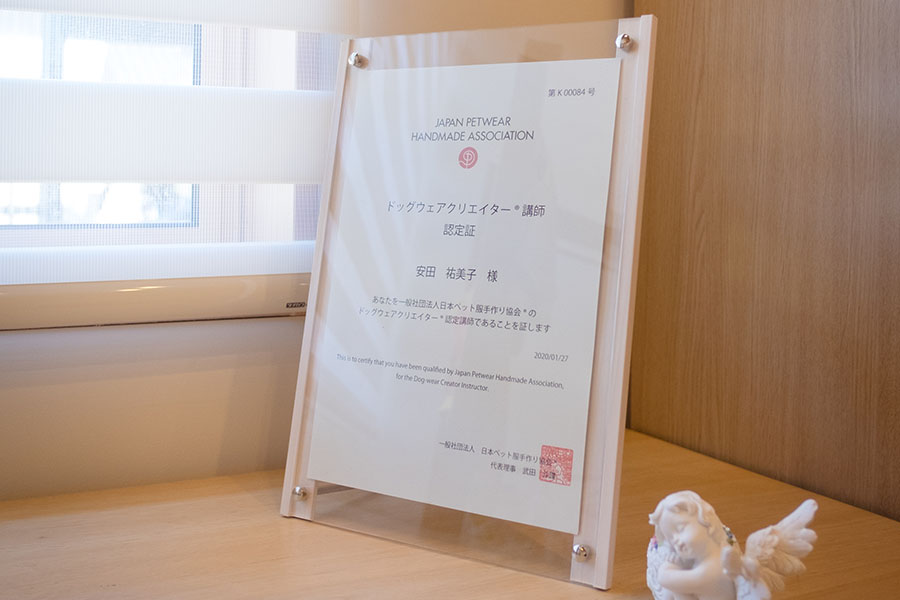 第 K 00084 号
JAPAN PETWEAR
HANDMADE ASSOCIATION
ドッグウェアクリエイター®講師
認定証
安田 祐美子 様
あなたを一般社団法人日本ペット服手作り協会®の
ドッグウェアクリエイター®認定講師であることを証します
2020/01/27
This is to certify that you have been qualified by Japan Petwear Handmade Association,
for the Dog-wear Creator Instructor.
一般社団法人 日本ペット服手作り協会
代表理事 武田